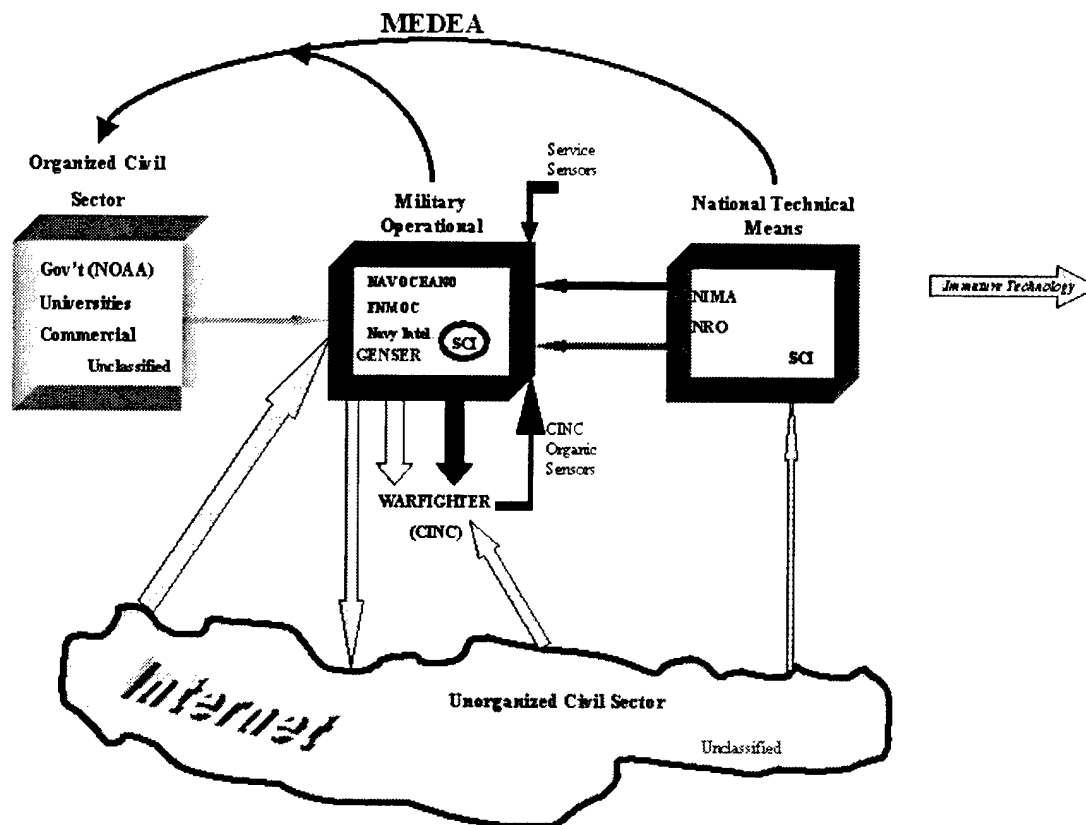 MEDEA
Organized Civil
Sector
Gov't (NOAA)
Universities
Commercial
Unclassified
Military
Operational
NAVOCEANO
FNMOC
Navy Intel
GENSER
SCI
Service
Sensors
National Technical
Means
NIMA
NRO
SCI
Immature Technology
CINC
Organic
Sensors
WARFIGHTER
(CINC)
Internet
Unorganized Civil Sector
Unclassified